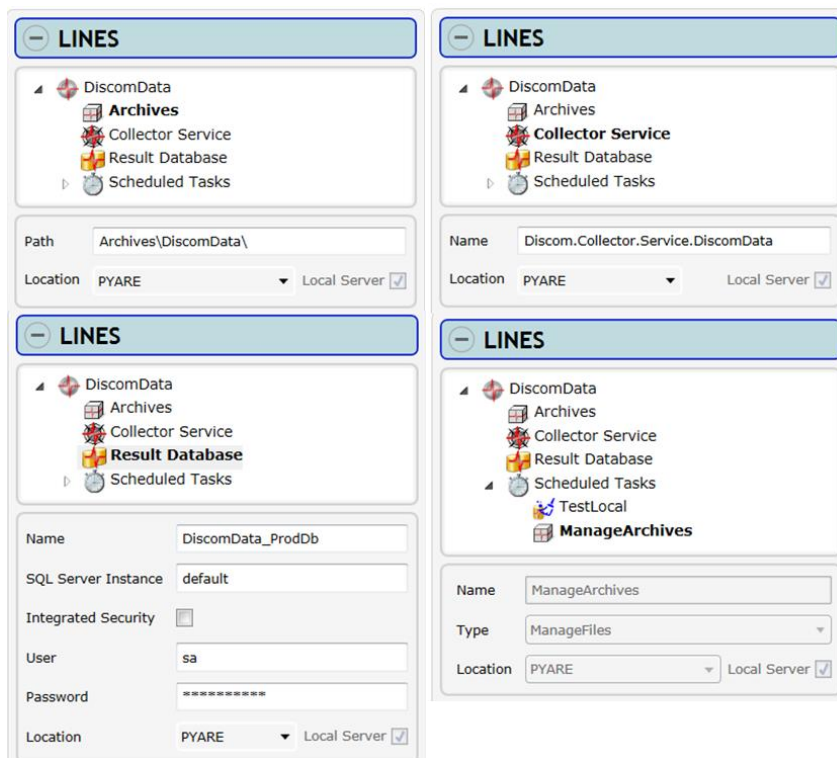 LINES
DiscomData
Archives
Collector Service
Result Database
Scheduled Tasks
Path Archives\DiscomData\
Location PYARE Local Server
LINES
DiscomData
Archives
Collector Service
Result Database
Scheduled Tasks
Name Discom.Collector.Service.DiscomData
Location PYARE Local Server
LINES
DiscomData
Archives
Collector Service
Result Database
Scheduled Tasks
Name DiscomData_ProdDb
SQL Server Instance default
Integrated Security
User sa
Password **********
Location PYARE Local Server
LINES
DiscomData
Archives
Collector Service
Result Database
Scheduled Tasks
TestLocal
ManageArchives
Name ManageArchives
Type ManageFiles
Location PYARE Local Server